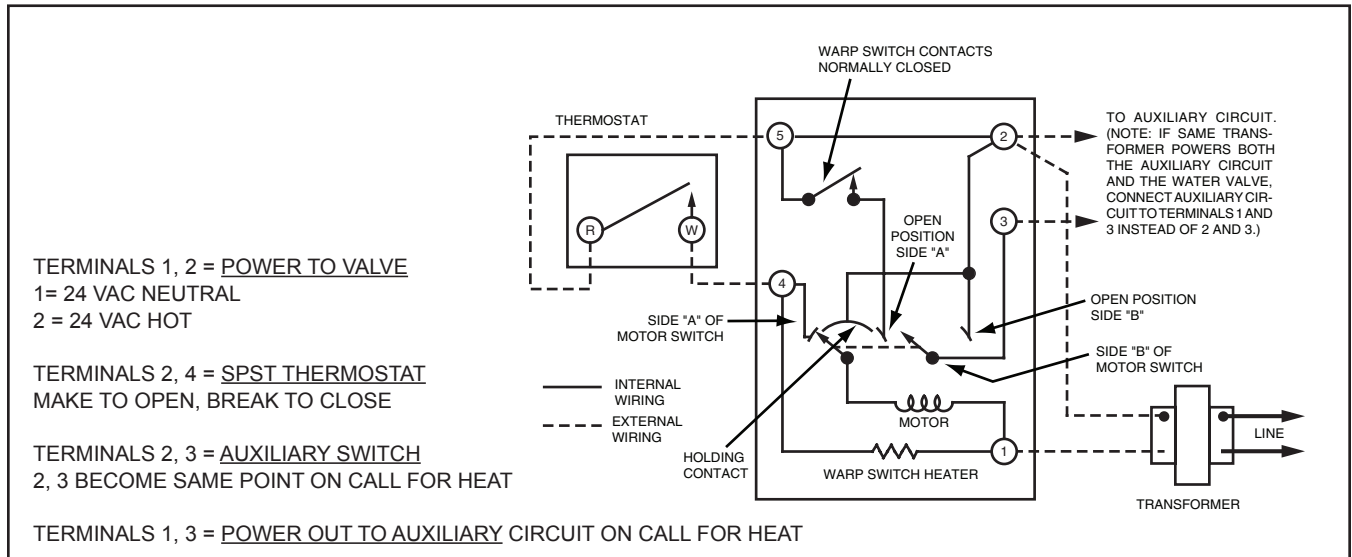 WARP SWITCH CONTACTS
NORMALLY CLOSED
THERMOSTAT
5
2
TO AUXILIARY CIRCUIT.
(NOTE: IF SAME TRANS-
FORMER POWERS BOTH
THE AUXILIARY CIRCUIT
AND THE WATER VALVE,
CONNECT AUXILIARY CIR-
CUIT TO TERMINALS 1 AND
3 INSTEAD OF 2 AND 3.)
R
W
OPEN
POSITION
SIDE "A"
3
4
SIDE "A" OF
MOTOR SWITCH
OPEN POSITION
SIDE "B"
SIDE "B" OF
MOTOR SWITCH
INTERNAL
WIRING
EXTERNAL
WIRING
MOTOR
HOLDING
CONTACT
WARP SWITCH HEATER
1
LINE
TRANSFORMER
TERMINALS 1, 2 = POWER TO VALVE
1= 24 VAC NEUTRAL
2 = 24 VAC HOT
TERMINALS 2, 4 = SPST THERMOSTAT
MAKE TO OPEN, BREAK TO CLOSE
TERMINALS 2, 3 = AUXILIARY SWITCH
2, 3 BECOME SAME POINT ON CALL FOR HEAT
TERMINALS 1, 3 = POWER OUT TO AUXILIARY CIRCUIT ON CALL FOR HEAT